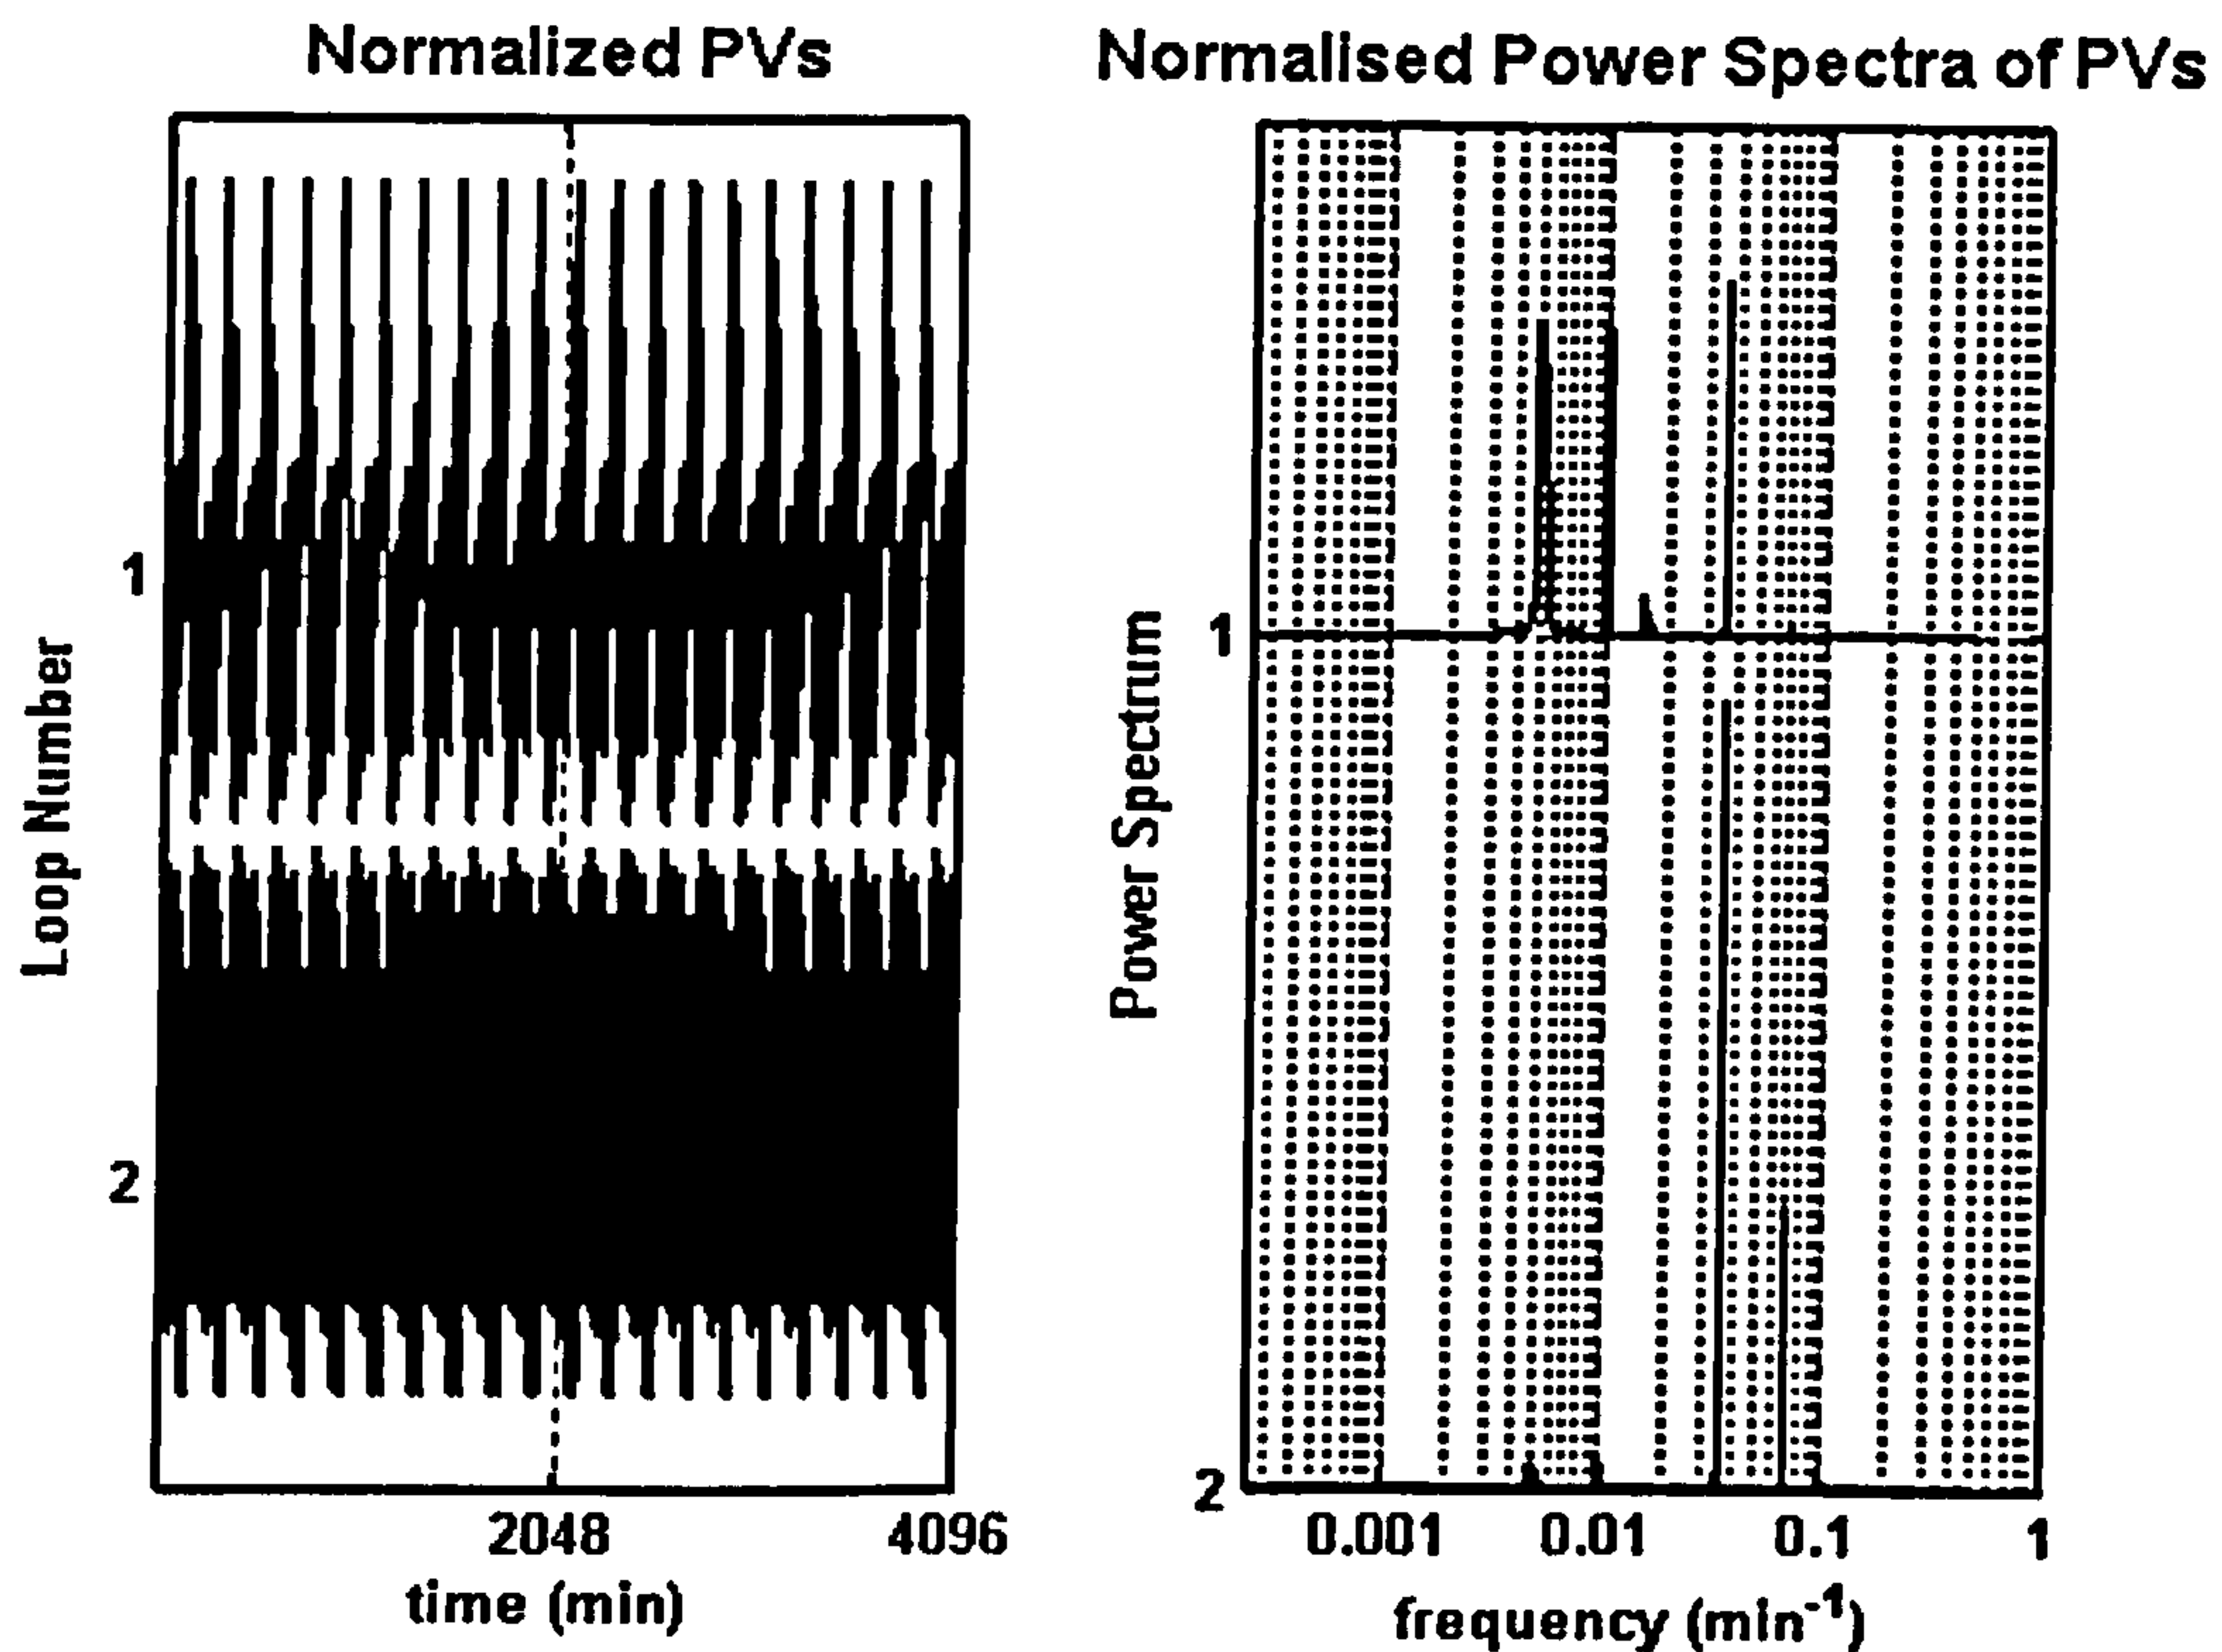 Normalized PVs
Loop Number
1
2
2048
4096
time (min)
Normalised Power Spectra of PVs
Power Spectrum
1
2
0.001
0.01
0.1
1
frequency (min⁻¹)